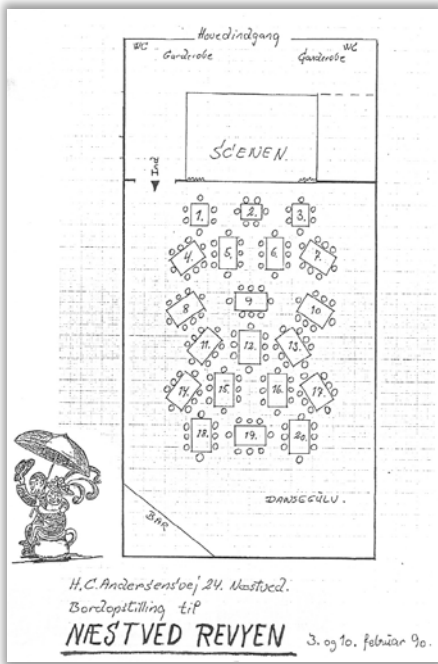 Hovedindgang
WC
WC
Garderobe
Garderobe
SCENEN.
Ind
1.
2.
3.
4.
5.
6.
7.
8
9
10
11.
12.
13.
14.
15.
16.
17.
18.
19.
20.
DANSEGULV.
BAR
H.C. Andersensvej 24. Næstved.
Bordopstilling til
NÆSTVED REVYEN 3. og 10. februar 90.